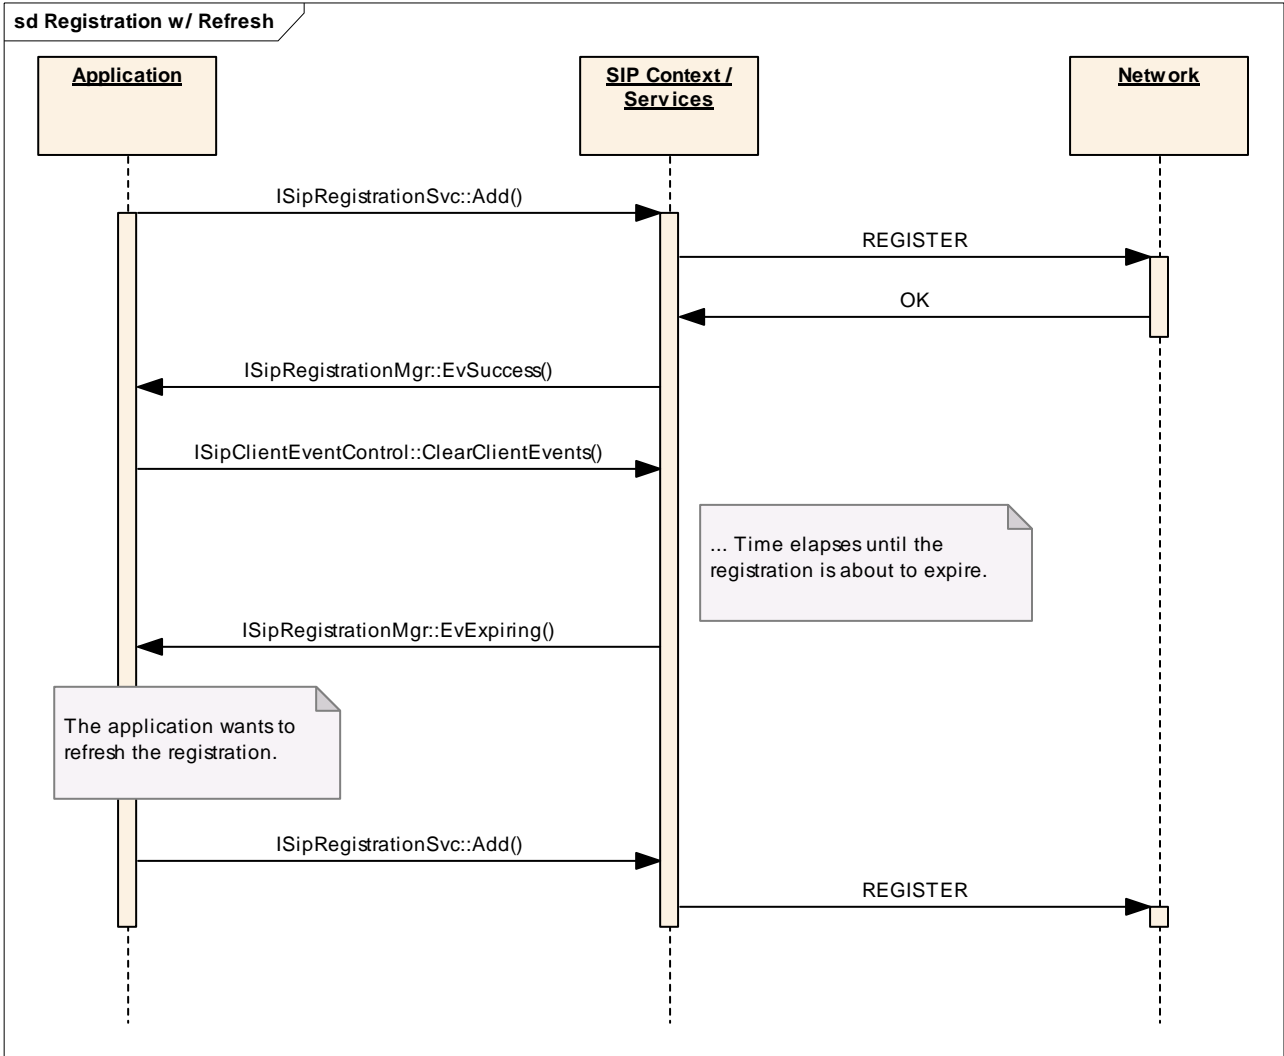 sd Registration w/ Refresh
Application
SIP Context /
Services
Network
ISipRegistrationSvc::Add()
REGISTER
OK
ISipRegistrationMgr::EvSuccess()
ISipClientEventControl::ClearClientEvents()
... Time elapses until the
registration is about to expire.
ISipRegistrationMgr::EvExpiring()
The application wants to
refresh the registration.
ISipRegistrationSvc::Add()
REGISTER